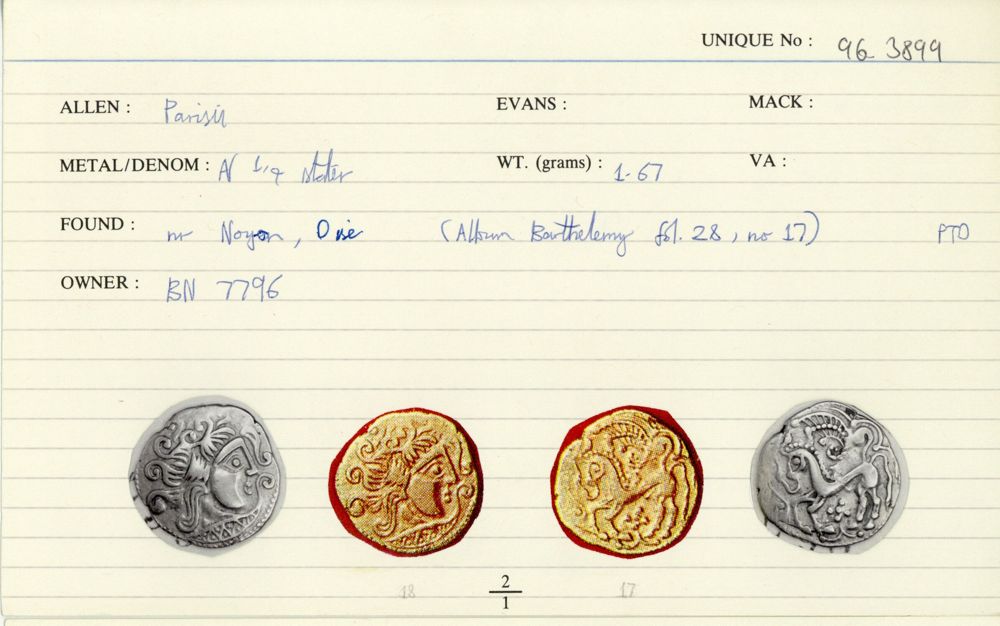 UNIQUE No : 96-3899
ALLEN : Parisii EVANS : MACK :
METAL/DENOM : N 1/4 stater WT. (grams) : 1.67 VA :
FOUND : nr Noyon, Oise (Album Barthelemy fol. 28, no 17) PTO
OWNER : BN 7796
18 2/1 17